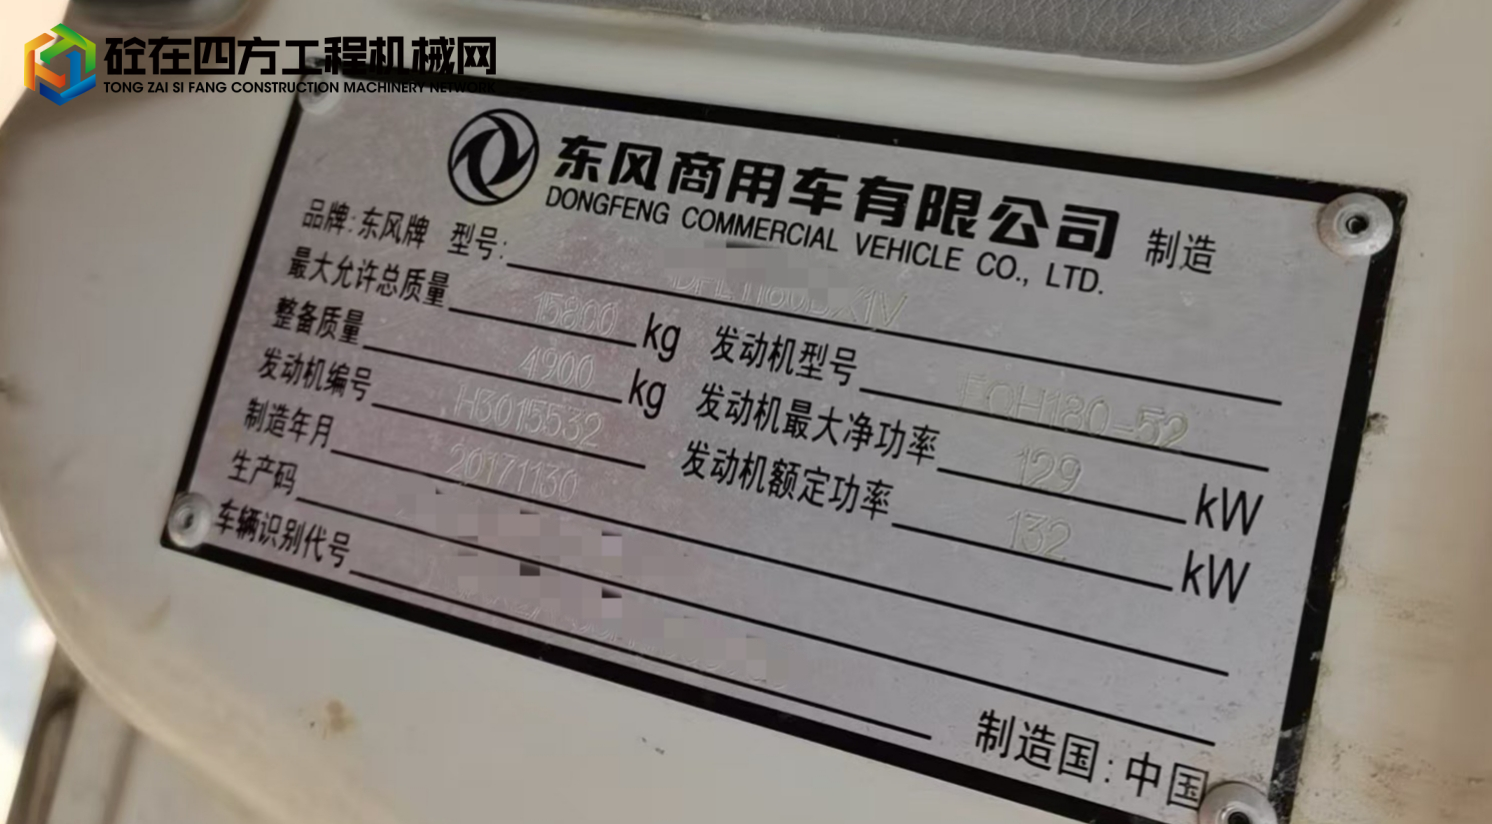 砼在四方工程机械网
TONG ZAI SI FANG CONSTRUCTION MACHINERY NETWORK
东风商用车有限公司 制造
DONGFENG COMMERCIAL VEHICLE CO., LTD.
品牌: 东风牌 型号:
最大允许总质量 15800 kg 发动机型号 EQH180-52
整备质量 4900 kg 发动机最大净功率 129 kW
发动机编号 H3015532 发动机额定功率 132 kW
制造年月 20171130
生产码
车辆识别代号
制造国: 中国